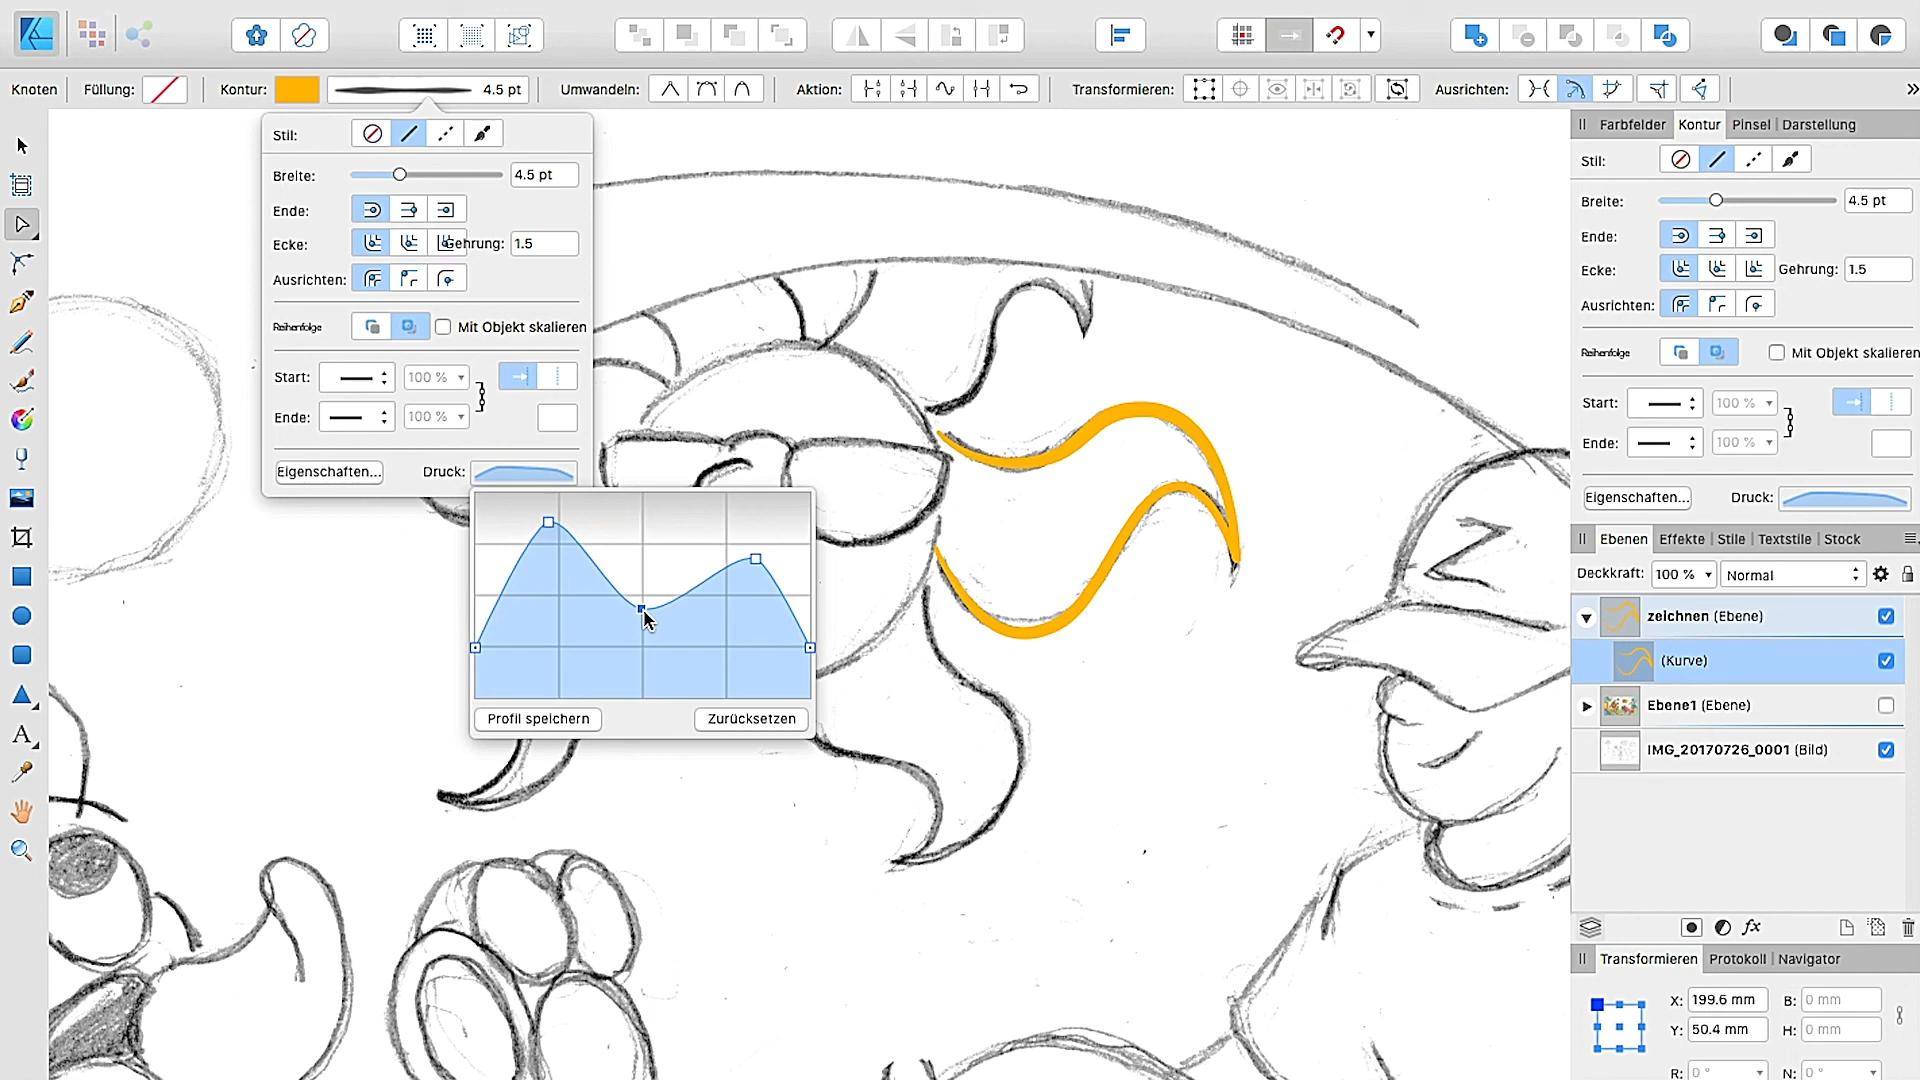 Knoten Füllung: Kontur: 4.5 pt Umwandeln: Aktion: Transformieren: Ausrichten: »
Stil:
Breite: 4.5 pt
Ende:
Ecke: Gehrung: 1.5
Ausrichten:
Reihenfolge Mit Objekt skalieren
Start: 100 %
Ende: 100 %
Eigenschaften... Druck:
Profil speichern Zurücksetzen
Farbfelder Kontur Pinsel Darstellung
Stil:
Breite: 4.5 pt
Ende:
Ecke: Gehrung: 1.5
Ausrichten:
Reihenfolge Mit Objekt skalieren
Start: 100 %
Ende: 100 %
Eigenschaften... Druck:
Ebenen Effekte Stile Textstile Stock
Deckkraft: 100 % Normal
zeichnen (Ebene)
(Kurve)
Ebene1 (Ebene)
IMG_20170726_0001 (Bild)
fx
Transformieren Protokoll Navigator
X: 199.6 mm B: 0 mm
Y: 50.4 mm H: 0 mm
R: 0 ° N: 0 °
A
Z